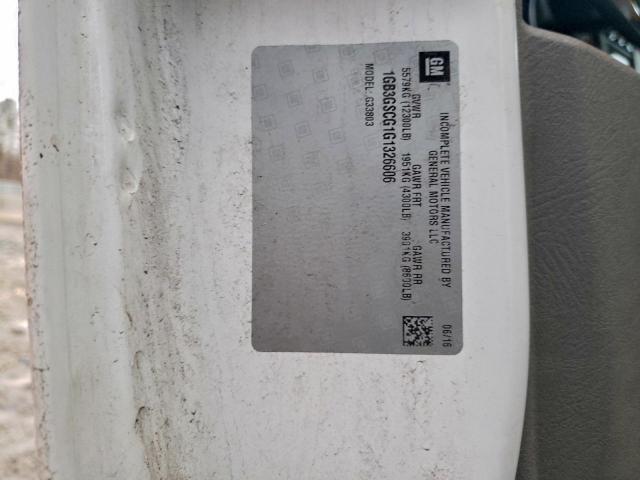 GM
INCOMPLETE VEHICLE MANUFACTURED BY
GENERAL MOTORS LLC
06/16
GVWR GAWR FRT GAWR RR
5579KG (12300LB) 1951KG (4300LB) 3901KG (8600LB)
1GB3GSCG1G1326606
MODEL: G33803